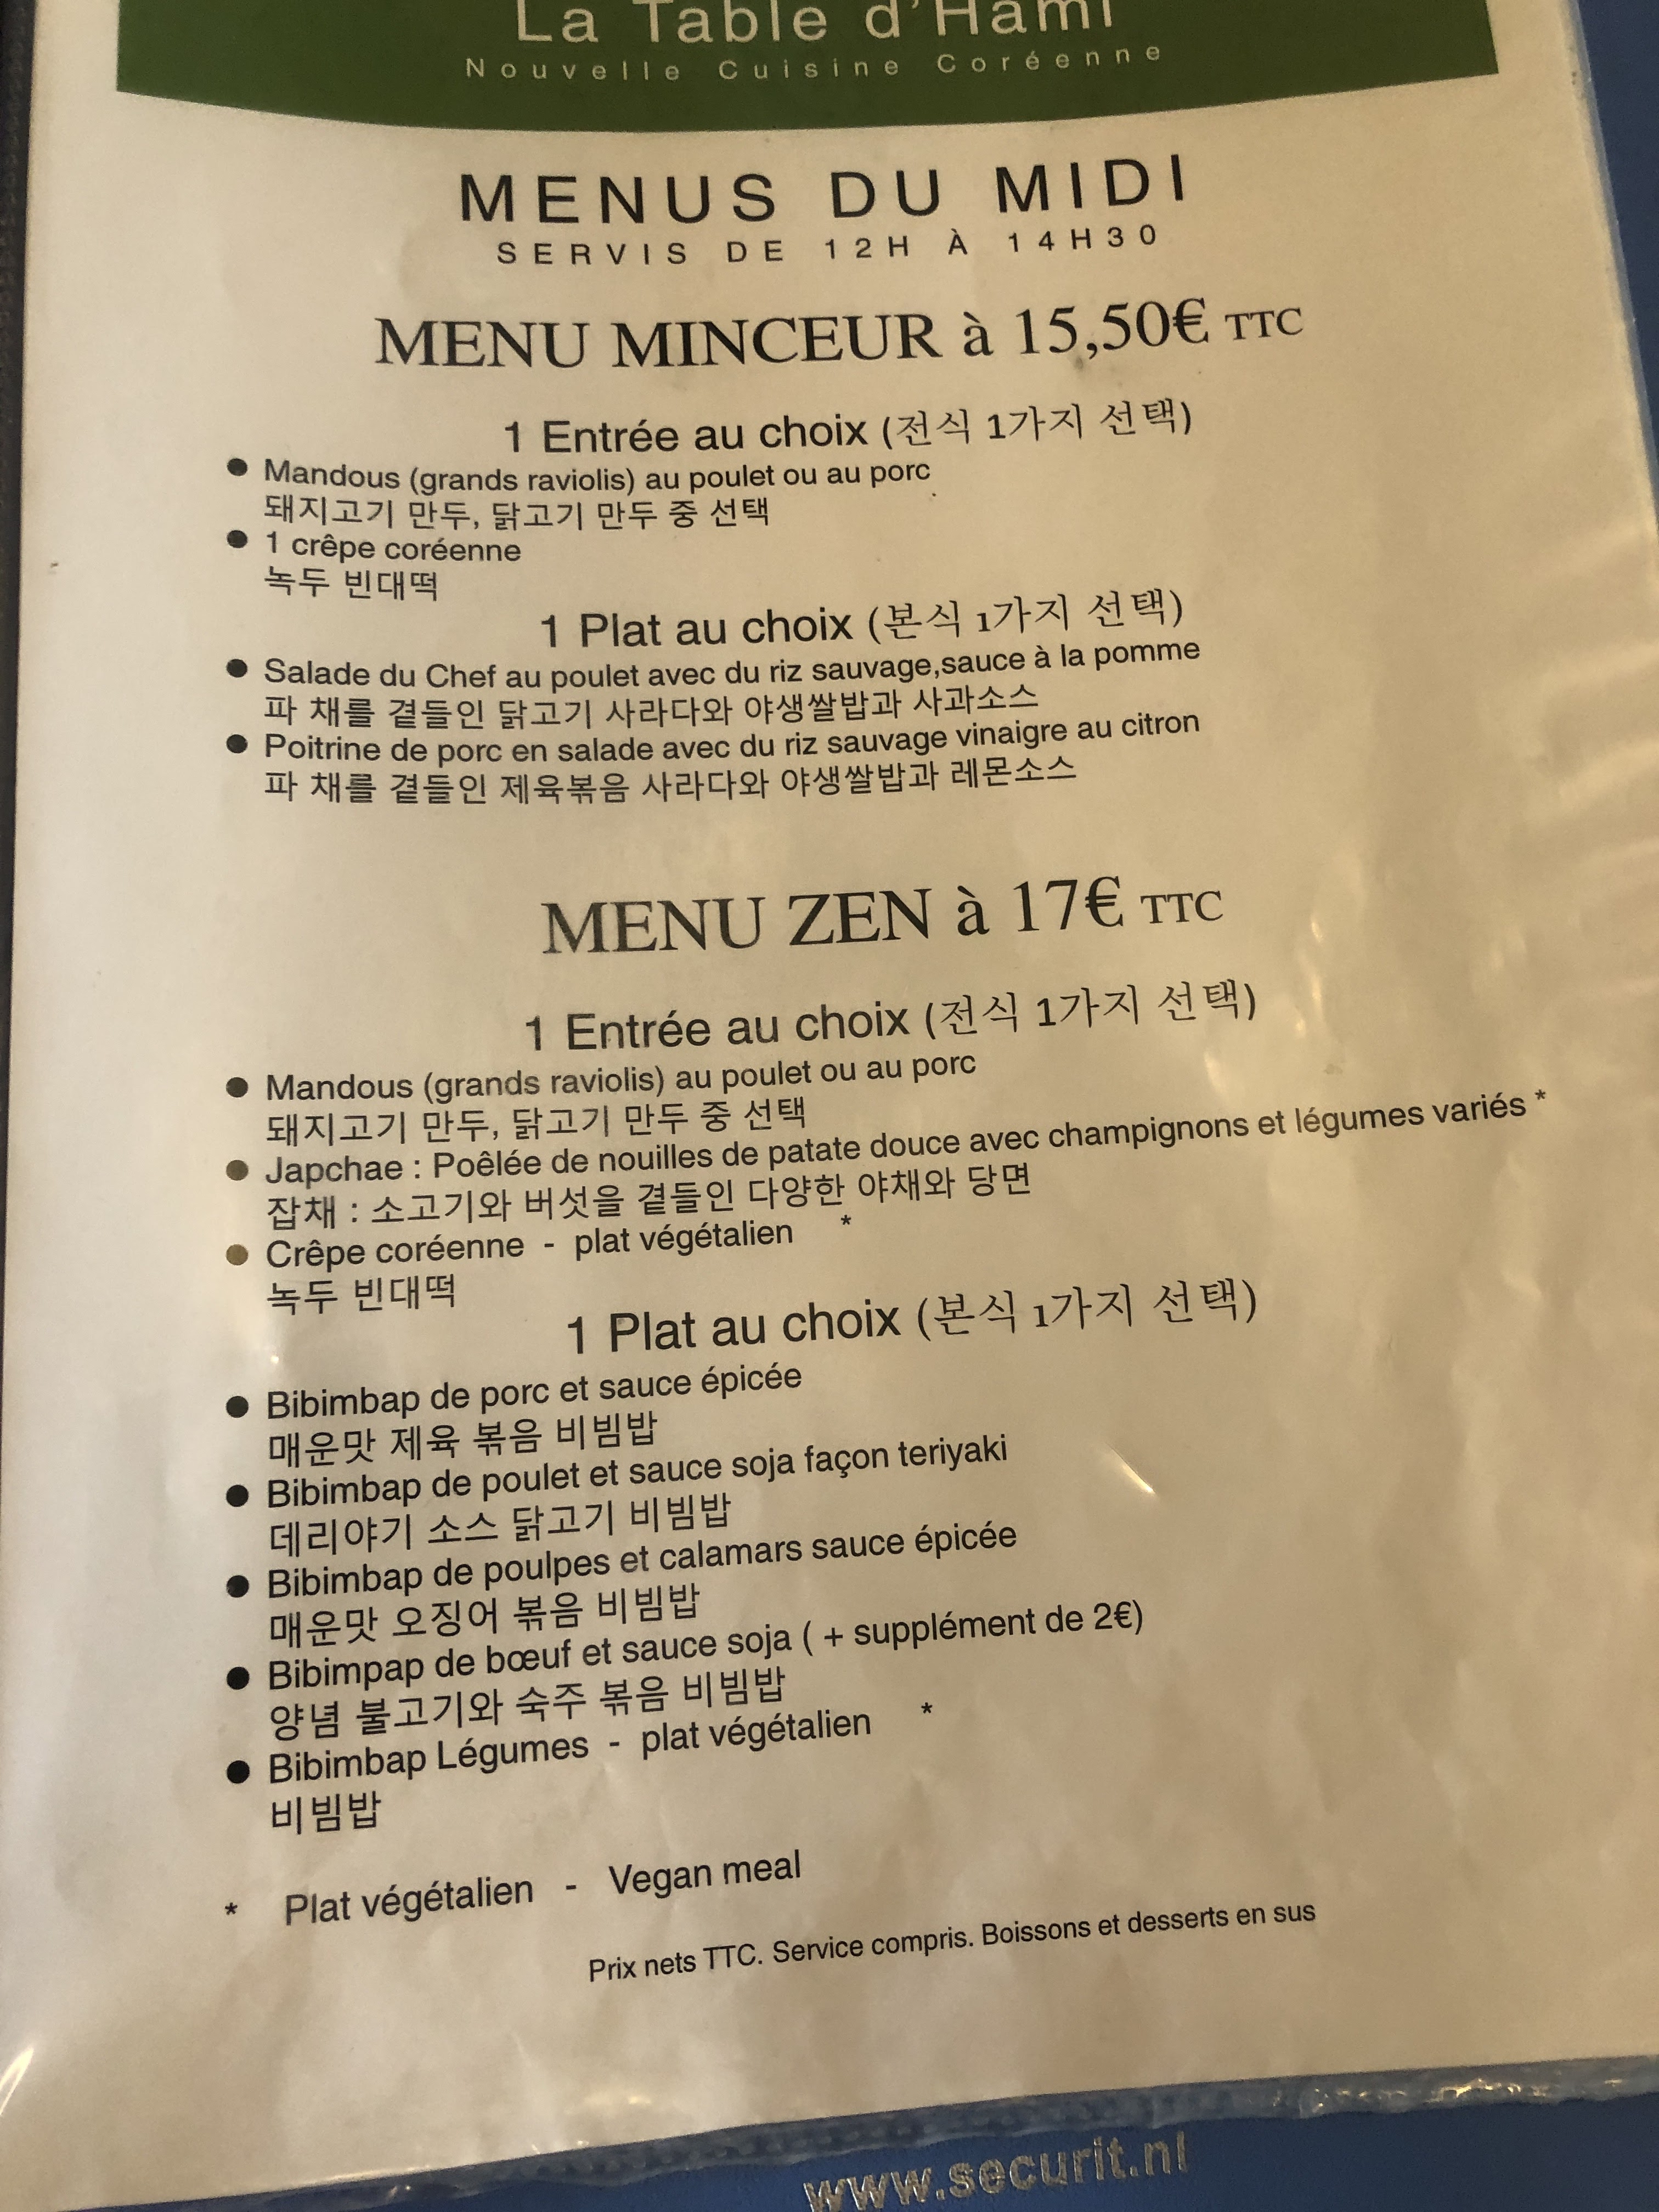 La Table d'Hami
Nouvelle Cuisine Coréenne
MENUS DU MIDI
SERVIS DE 12H À 14H30
MENU MINCEUR à 15,50€ TTC
1 Entrée au choix (전식 1가지 선택)
● Mandous (grands raviolis) au poulet ou au porc
돼지고기 만두, 닭고기 만두 중 선택
● 1 crêpe coréenne
녹두 빈대떡
1 Plat au choix (본식 1가지 선택)
● Salade du Chef au poulet avec du riz sauvage,sauce à la pomme
파 채를 곁들인 닭고기 사라다와 야생쌀밥과 사과소스
● Poitrine de porc en salade avec du riz sauvage vinaigre au citron
파 채를 곁들인 제육볶음 사라다와 야생쌀밥과 레몬소스
MENU ZEN à 17€ TTC
1 Entrée au choix (전식 1가지 선택)
● Mandous (grands raviolis) au poulet ou au porc
돼지고기 만두, 닭고기 만두 중 선택
● Japchae : Poêlée de nouilles de patate douce avec champignons et légumes variés *
잡채 : 소고기와 버섯을 곁들인 다양한 야채와 당면
● Crêpe coréenne - plat végétalien *
녹두 빈대떡
1 Plat au choix (본식 1가지 선택)
● Bibimbap de porc et sauce épicée
매운맛 제육 볶음 비빔밥
● Bibimbap de poulet et sauce soja façon teriyaki
데리야기 소스 닭고기 비빔밥
● Bibimbap de poulpes et calamars sauce épicée
매운맛 오징어 볶음 비빔밥
● Bibimpap de bœuf et sauce soja ( + supplément de 2€)
양념 불고기와 숙주 볶음 비빔밥
● Bibimbap Légumes - plat végétalien *
비빔밥
* Plat végétalien - Vegan meal
Prix nets TTC. Service compris. Boissons et desserts en sus
www.securit.nl